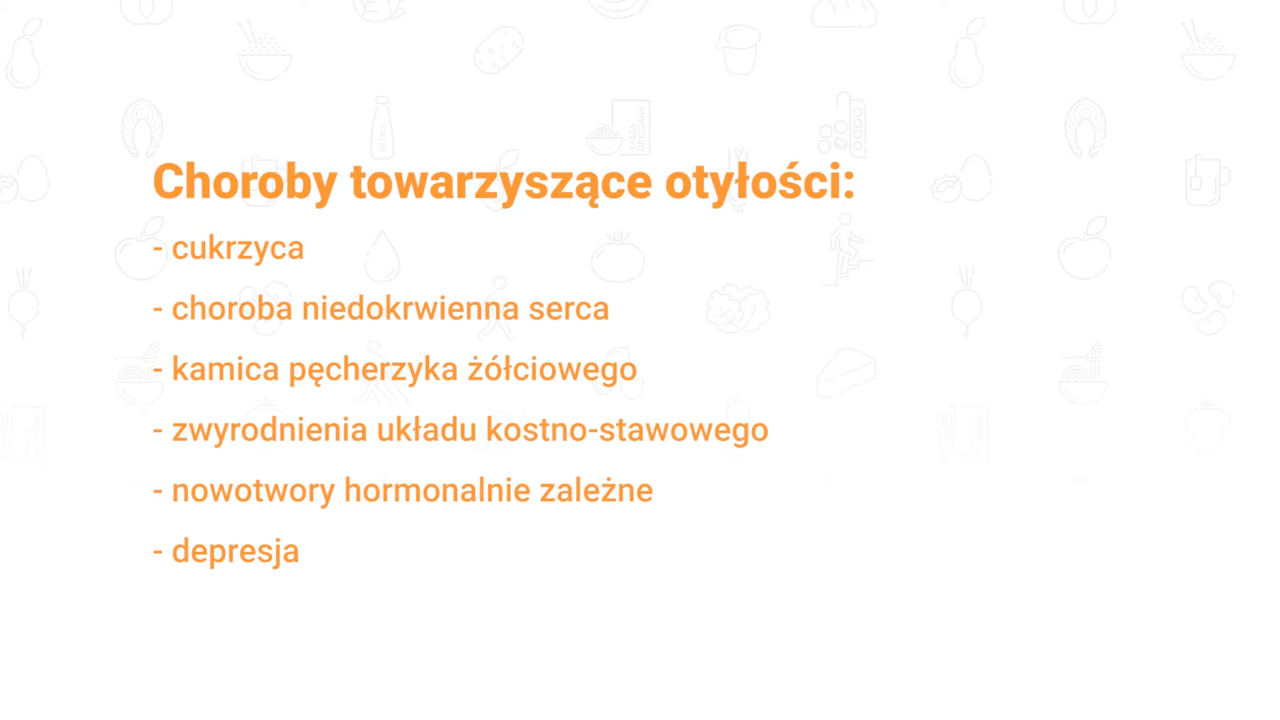 Choroby towarzyszące otyłości:
- cukrzyca
- choroba niedokrwienna serca
- kamica pęcherzyka żółciowego
- zwyrodnienia układu kostno-stawowego
- nowotwory hormonalnie zależne
- depresja